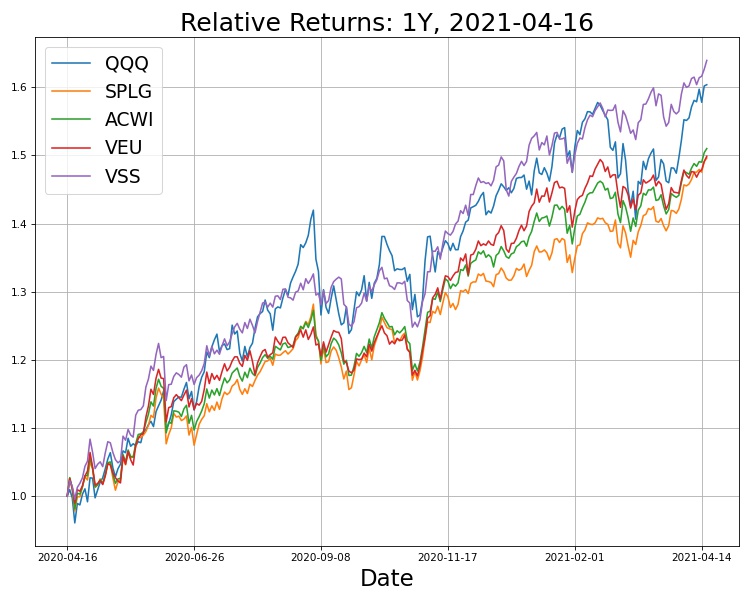 Relative Returns: 1Y, 2021-04-16
QQQ
SPLG
ACWI
VEU
VSS
1.6
1.5
1.4
1.3
1.2
1.1
1.0
2020-04-16 2020-06-26 2020-09-08 2020-11-17 2021-02-01 2021-04-14
Date